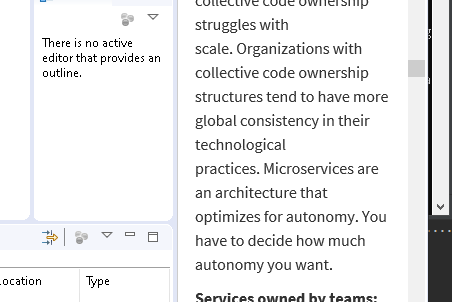 There is no active
editor that provides an
outline.
ocation
Type
collective code ownership
struggles with
scale. Organizations with
collective code ownership
structures tend to have more
global consistency in their
technological
practices. Microservices are
an architecture that
optimizes for autonomy. You
have to decide how much
autonomy you want.
Services owned by teams: